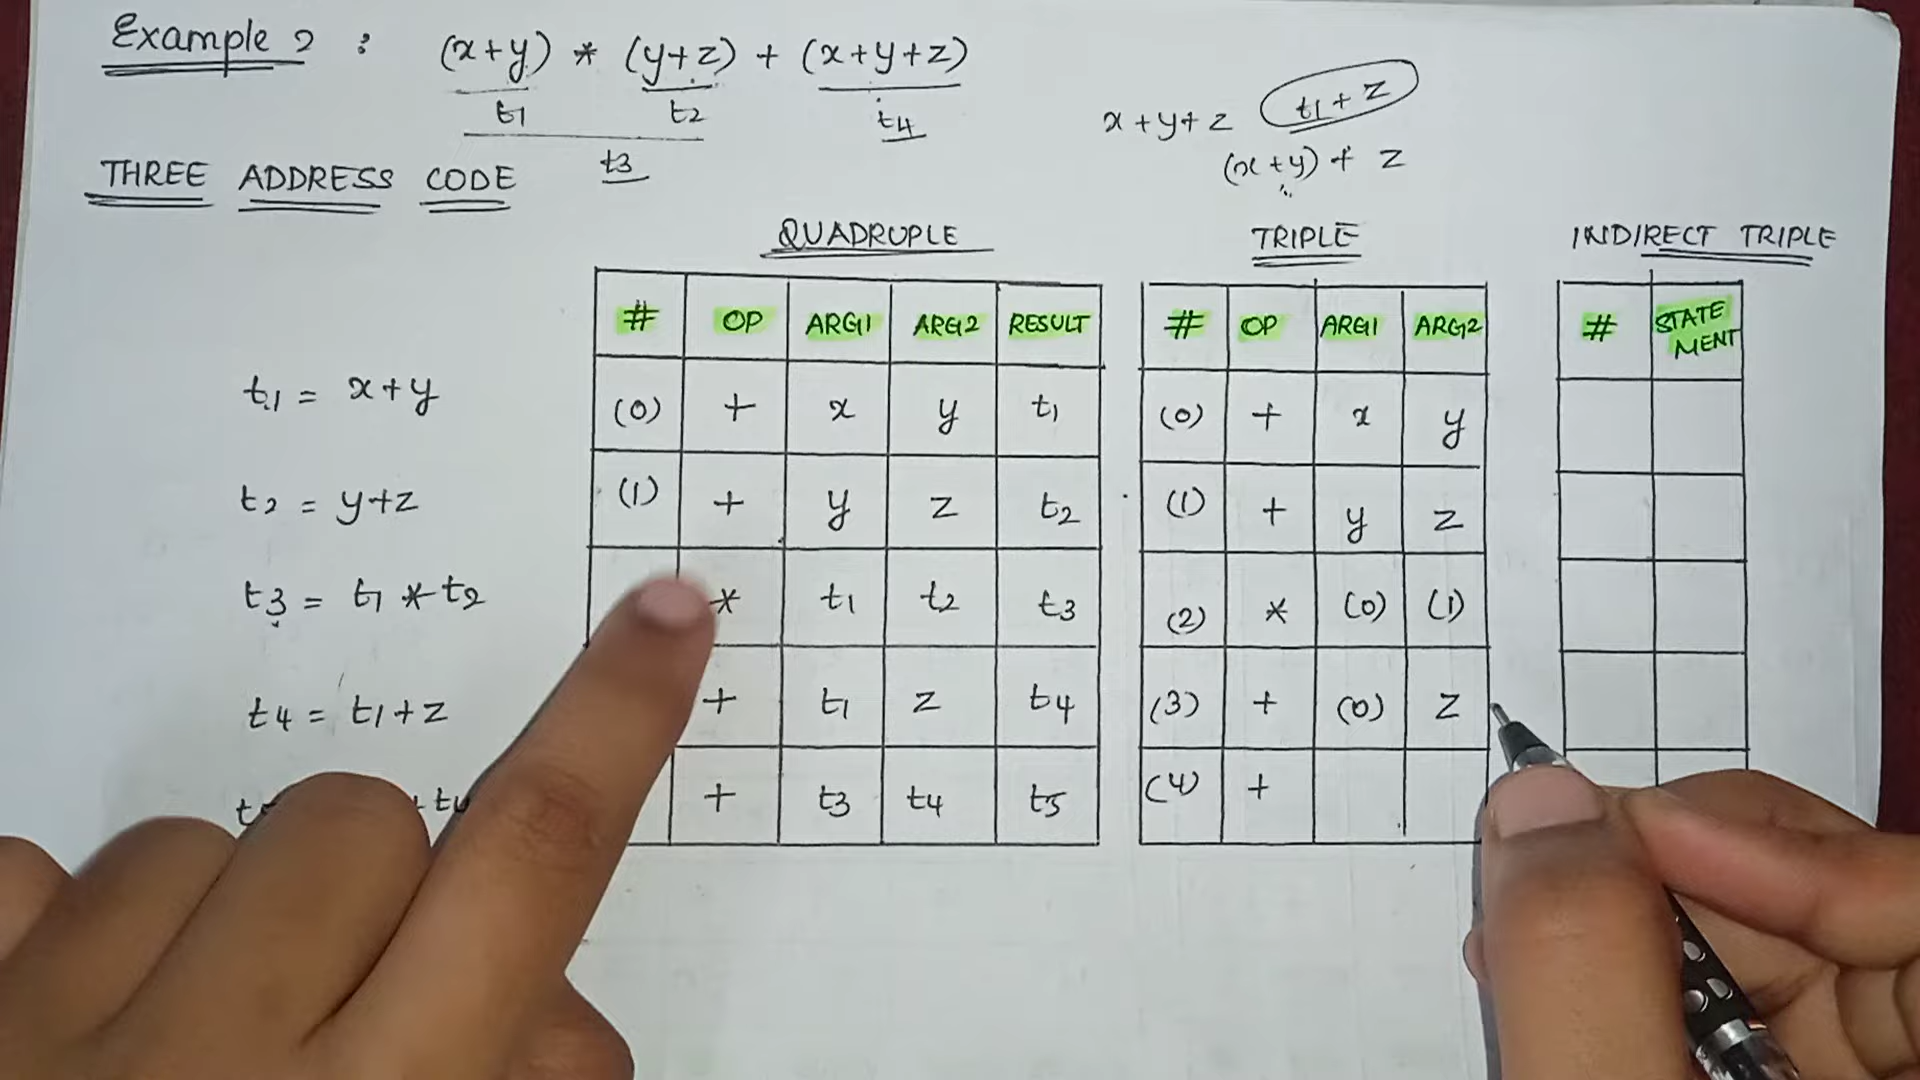 Example 2 : (x+y) * (y+z) + (x+y+z)
t1 t2 t4
t3
x+y+z t1+z
(x+y) + z
THREE ADDRESS CODE
t1 = x+y
t2 = y+z
t3 = t1 * t2
t4 = t1+z
QUADRUPLE
# OP ARG1 ARG2 RESULT
(0) + x y t1
(1) + y z t2
* t1 t2 t3
+ t1 z t4
+ t3 t4 t5
TRIPLE
# OP ARG1 ARG2
(0) + x y
(1) + y z
(2) * (0) (1)
(3) + (0) z
(4) +
INDIRECT TRIPLE
# STATE
MENT